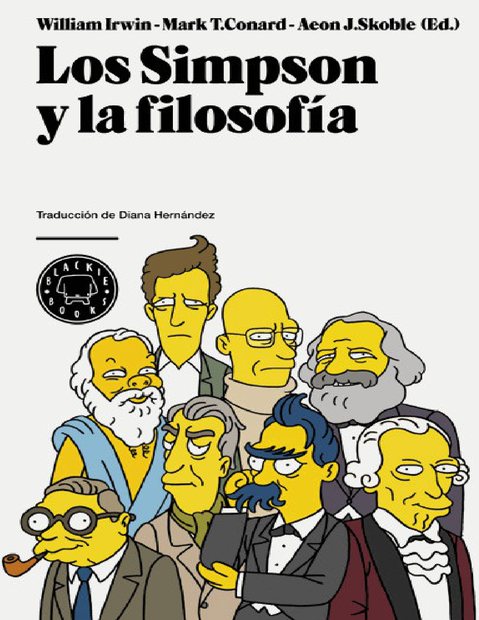 William Irwin - Mark T.Conard - Aeon J.Skoble (Ed.)
Los Simpson
y la filosofía
Traducción de Diana Hernández
BLACKIE
BOOKS